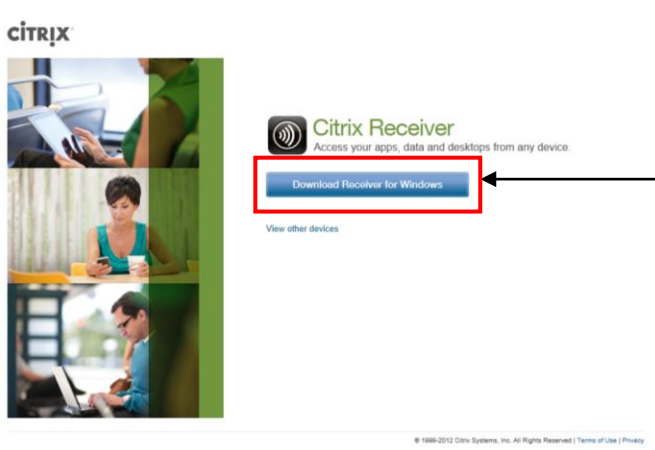 CITRIX
Citrix Receiver
Access your apps, data and desktops from any device.
Download Receiver for Windows
View other devices
© 1999-2012 Citrix Systems, Inc. All Rights Reserved | Terms of Use | Privacy